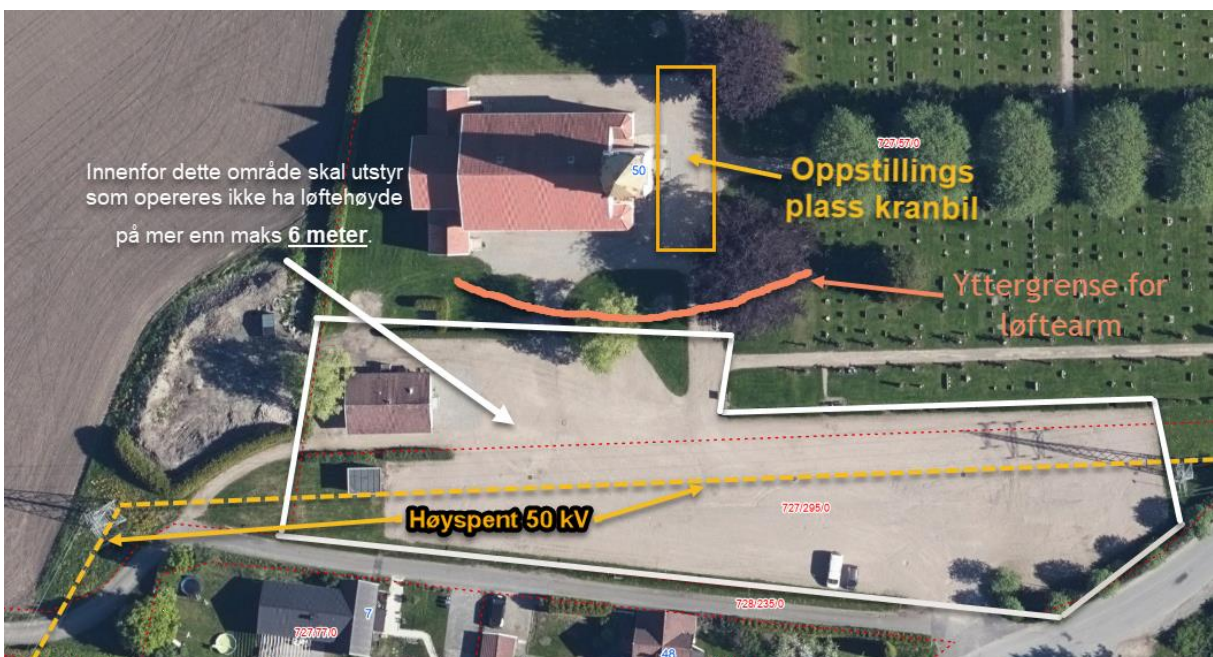 Innenfor dette område skal utstyr
som opereres ikke ha løftehøyde
på mer enn maks 6 meter.
50
727/57/0
Oppstillings
plass kranbil
Yttergrense for
løftearm
Høyspent 50 kV
727/295/0
728/235/0
7
727/77/0
48